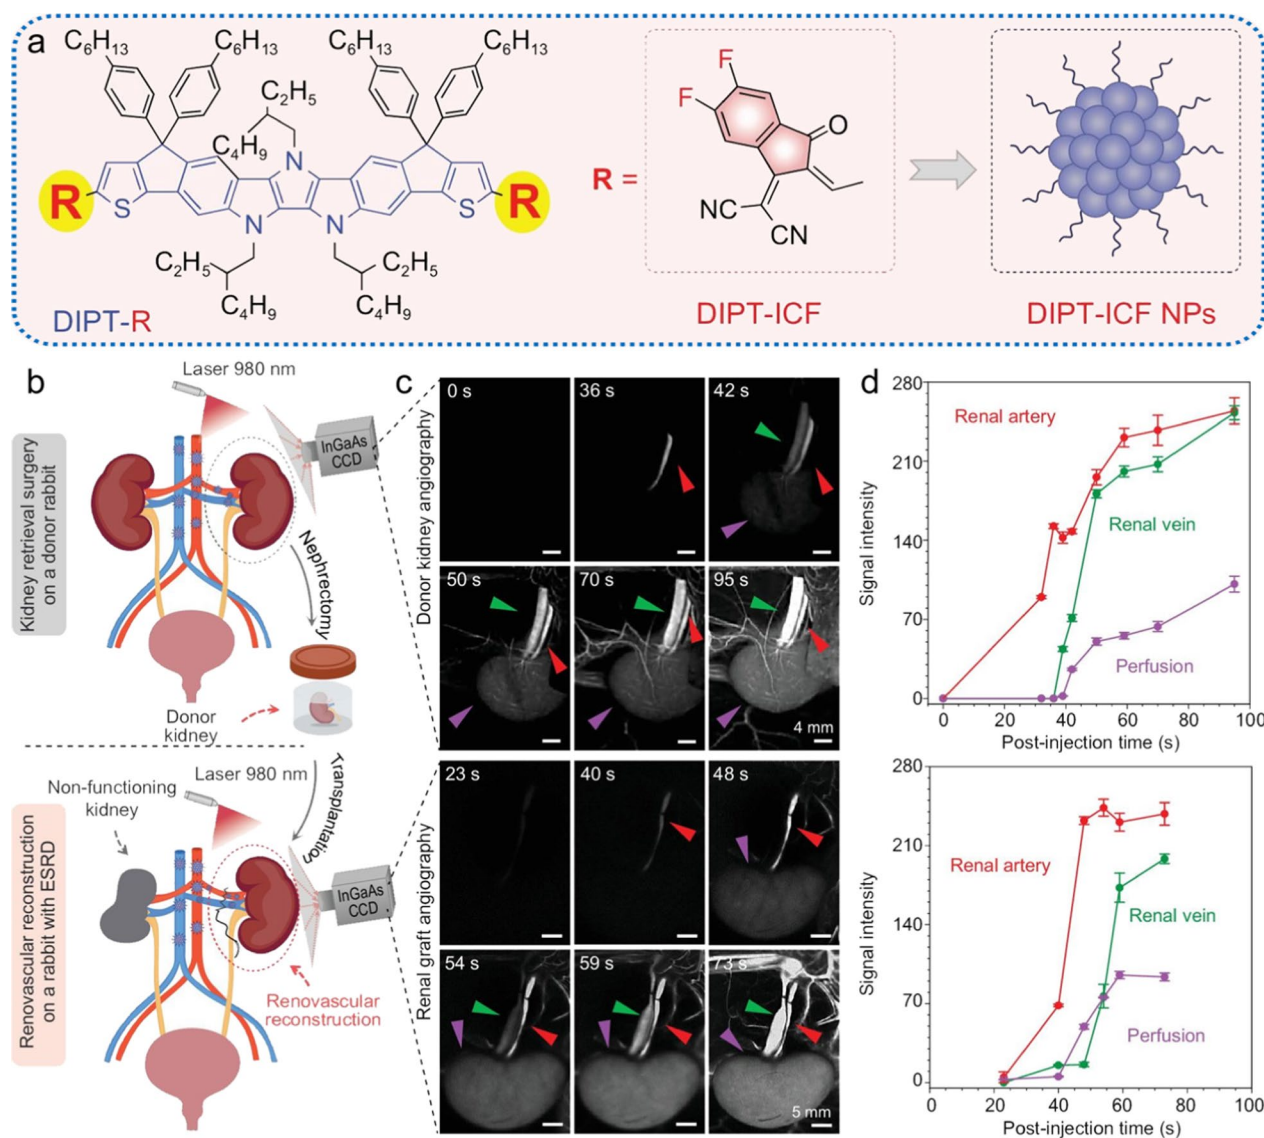 a
C6H13
C6H13
C6H13
C6H13
C2H5
C4H9
N
R
S
N
N
S
R
C2H5
C4H9
C2H5
C4H9
DIPT-R
R =
F
F
O
NC
CN
DIPT-ICF
DIPT-ICF NPs
b
Laser 980 nm
InGaAs
CCD
Kidney retrieval surgery
on a donor rabbit
Nephrectomy
Donor
kidney
Transplantation
Laser 980 nm
Non-functioning
kidney
InGaAs
CCD
Renovascular reconstruction
on a rabbit with ESRD
Renovascular
reconstruction
c
Donor kidney angiography
0 s
36 s
42 s
50 s
70 s
95 s
4 mm
Renal graft angiography
23 s
40 s
48 s
54 s
59 s
73 s
5 mm
d
280
210
140
70
0
Signal intensity
Renal artery
Renal vein
Perfusion
0
20
40
60
80
100
Post-injection time (s)
280
210
140
70
0
Signal intensity
Renal artery
Renal vein
Perfusion
0
20
40
60
80
100
Post-injection time (s)